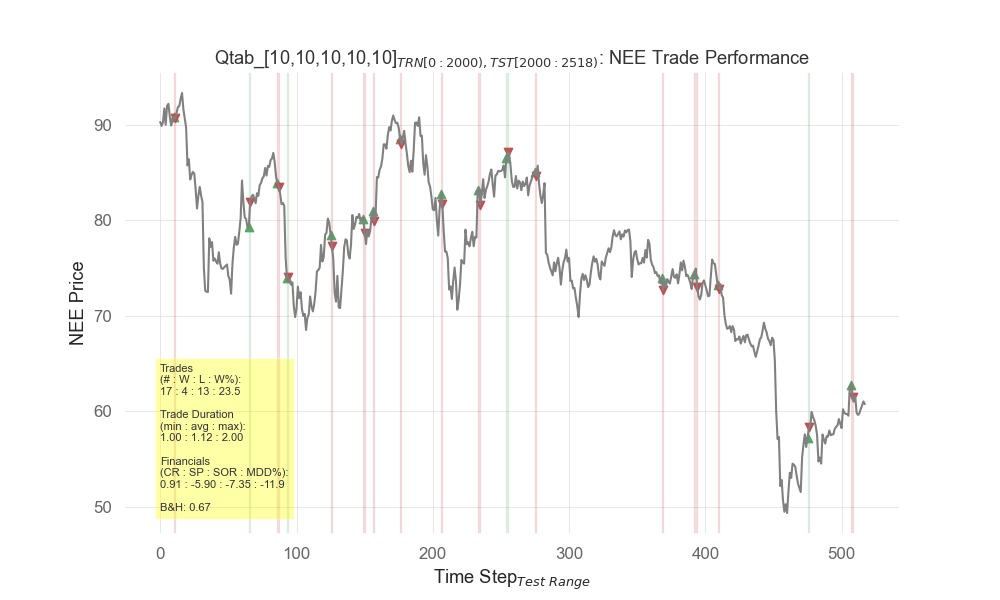 Qtab_[10,10,10,10,10]TRN[0 : 2000), TST[2000 : 2518): NEE Trade Performance
90
80
70
60
50
NEE Price
Trades
(# : W : L : W%):
17 : 4 : 13 : 23.5
Trade Duration
(min : avg : max):
1.00 : 1.12 : 2.00
Financials
(CR : SP : SOR : MDD%):
0.91 : -5.90 : -7.35 : -11.9
B&H: 0.67
0 100 200 300 400 500
Time StepTest Range